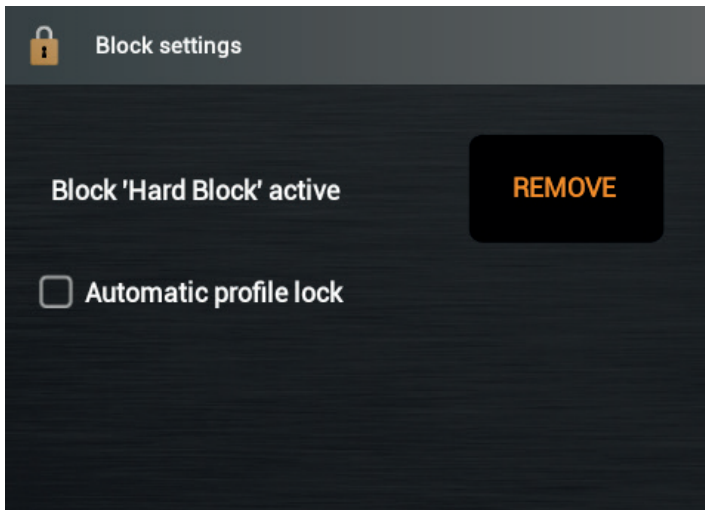 Block settings
Block 'Hard Block' active
REMOVE
Automatic profile lock